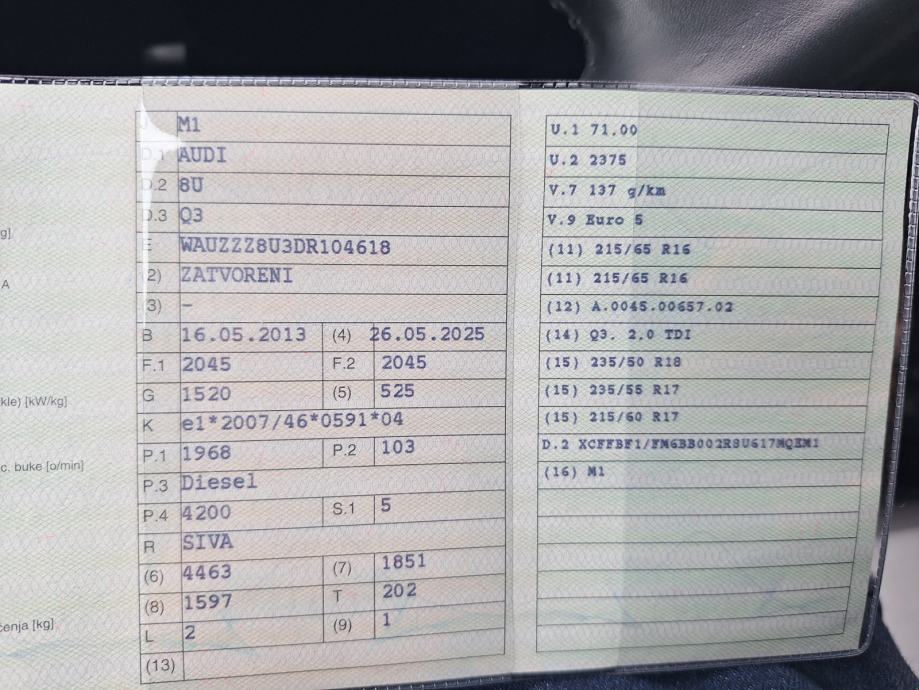 g]
A
kle) [kW/kg]
c. buke [o/min]
čenja [kg]
J M1
D.1 AUDI
D.2 8U
D.3 Q3
E WAUZZZ8U3DR104618
2) ZATVORENI
3) –
B 16.05.2013 (4) 26.05.2025
F.1 2045 F.2 2045
G 1520 (5) 525
K e1*2007/46*0591*04
P.1 1968 P.2 103
P.3 Diesel
P.4 4200 S.1 5
R SIVA
(6) 4463 (7) 1851
(8) 1597 T 202
L 2 (9) 1
(13)
U.1 71.00
U.2 2375
V.7 137 g/km
V.9 Euro 5
(11) 215/65 R16
(11) 215/65 R16
(12) A.0045.00657.02
(14) Q3. 2.0 TDI
(15) 235/50 R18
(15) 235/55 R17
(15) 215/60 R17
D.2 XCFFBF1/FM6BB002R8U617MQEM1
(16) M1